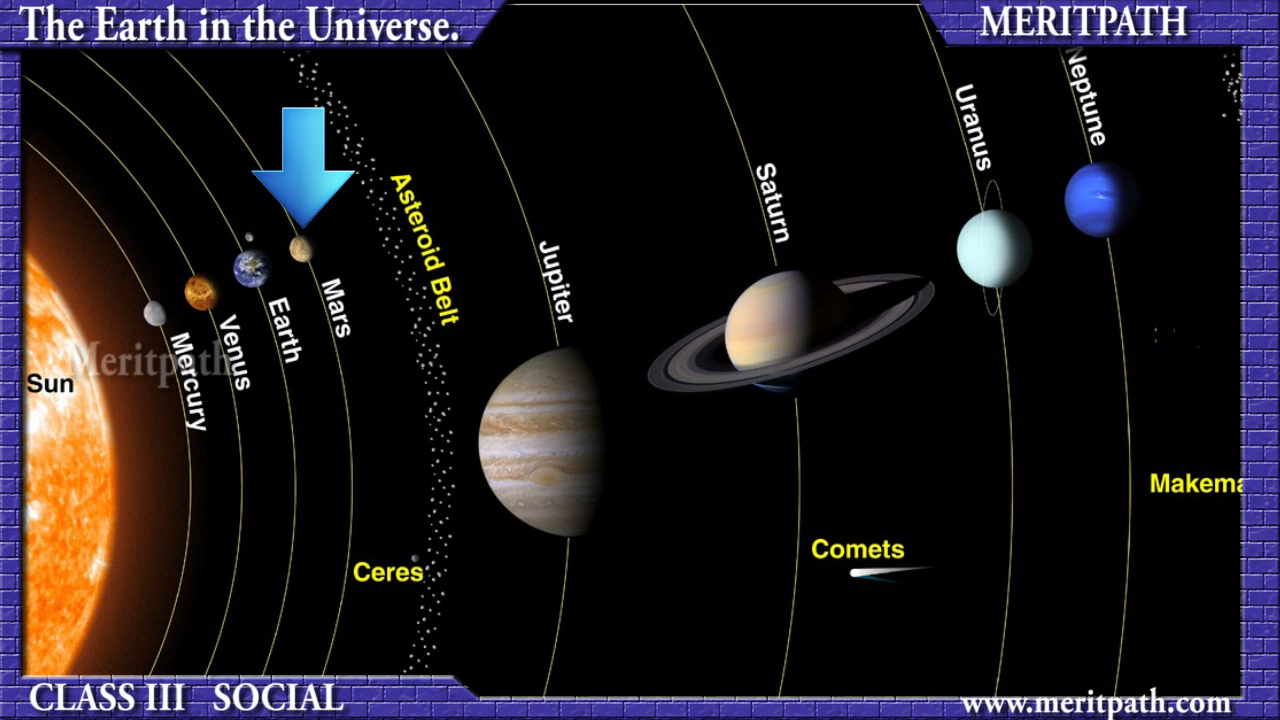 The Earth in the Universe.
MERITPATH
Neptune
Uranus
Saturn
Asteroid Belt
Jupiter
Mars
Earth
Venus
Mercury
Meritpath
Sun
Makema
Comets
Ceres
CLASS III SOCIAL
www.meritpath.com